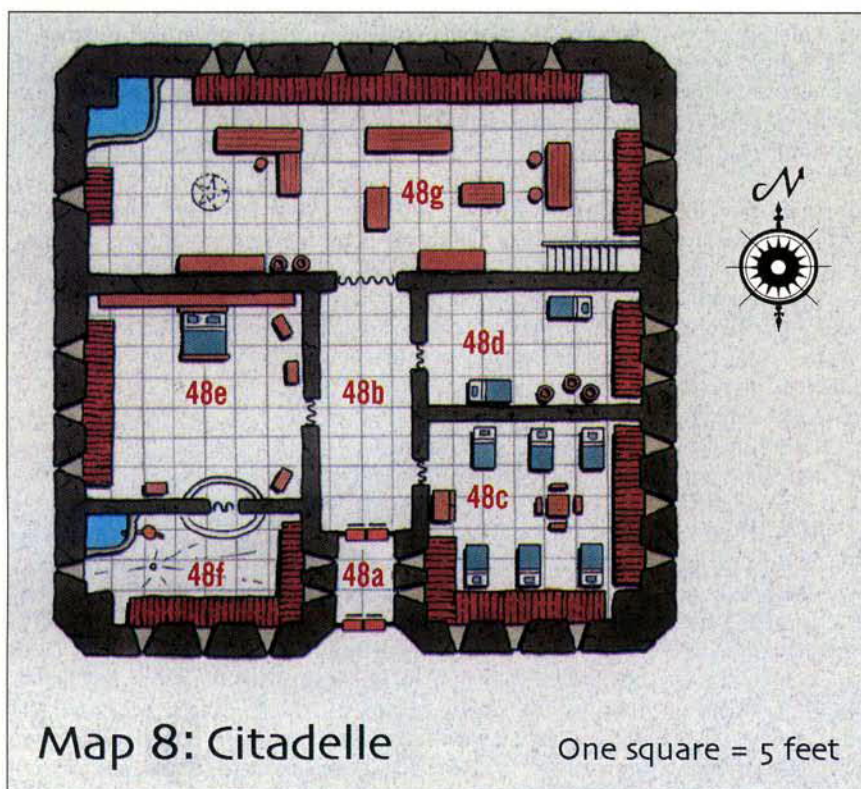 N
48g
48d
48e
48b
48c
48f
48a
Map 8: Citadelle
One square = 5 feet